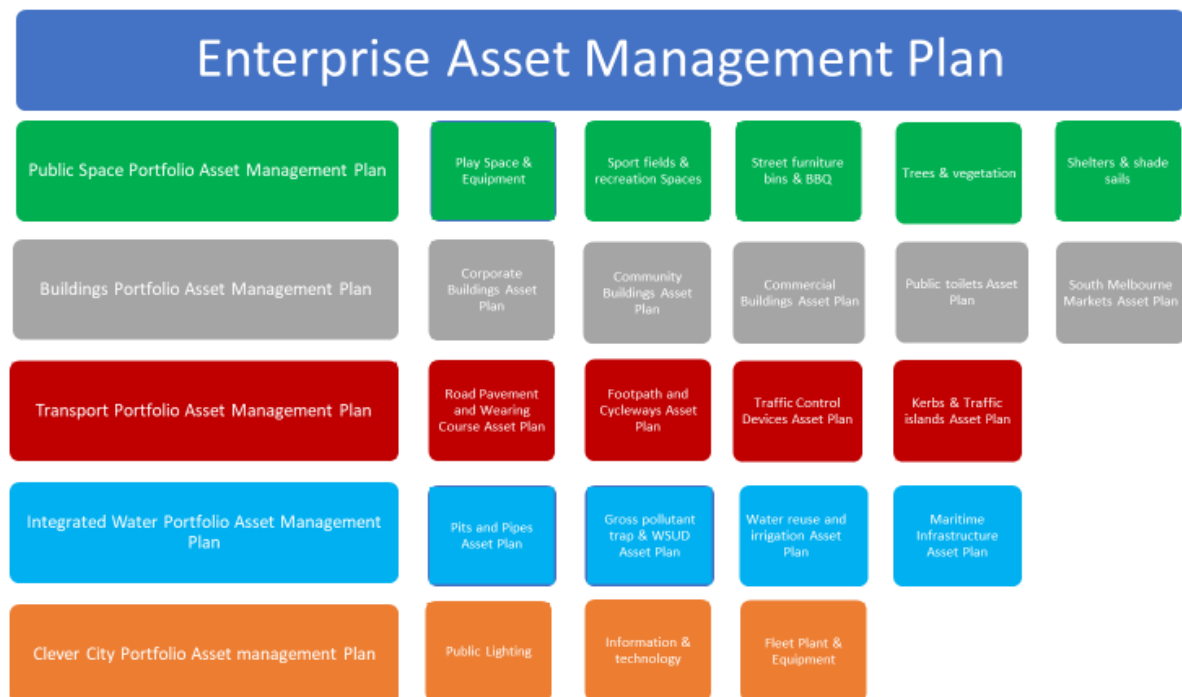 Enterprise Asset Management Plan
Public Space Portfolio Asset Management Plan
Play Space &
Equipment
Sport fields &
recreation Spaces
Street furniture
bins & BBQ
Trees & vegetation
Shelters & shade
sails
Buildings Portfolio Asset Management Plan
Corporate
Buildings Asset
Plan
Community
Buildings Asset
Plan
Commercial
Buildings Asset Plan
Public toilets Asset
Plan
South Melbourne
Markets Asset Plan
Transport Portfolio Asset Management Plan
Road Pavement
and Wearing
Course Asset Plan
Footpath and
Cycleways Asset
Plan
Traffic Control
Devices Asset Plan
Kerbs & Traffic
islands Asset Plan
Integrated Water Portfolio Asset Management
Plan
Pits and Pipes
Asset Plan
Gross pollutant
trap & WSUD
Asset Plan
Water reuse and
irrigation Asset
Plan
Maritime
Infrastructure
Asset Plan
Clever City Portfolio Asset management Plan
Public Lighting
Information &
technology
Fleet Plant &
Equipment